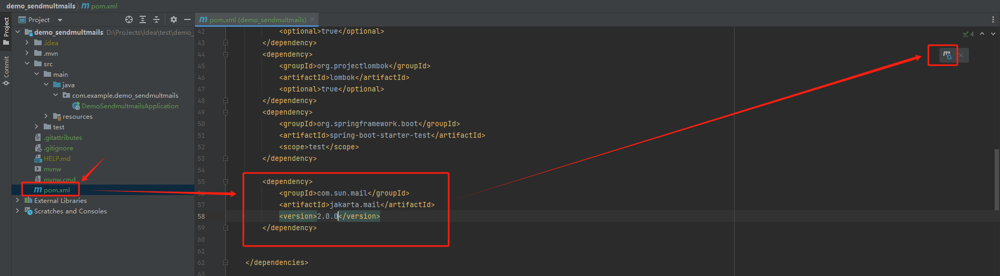 demo_sendmultmails pom.xml
Project
pom.xml (demo_sendmultmails)
Project
Commit
demo_sendmultmails D:\ProJects\Idea\test\demo_
.idea
.mvn
src
main
java
com.example.demo_sendmultmails
DemoSendmultmailsApplication
resources
test
.gitattributes
.gitignore
HELP.md
mvnw
mvnw.cmd
pom.xml
External Libraries
Scratches and Consoles
4
42 <optional>true</optional>
43 </dependency>
44 <dependency>
45 <groupId>org.projectlombok</groupId>
46 <artifactId>lombok</artifactId>
47 <optional>true</optional>
48 </dependency>
49 <dependency>
50 <groupId>org.springframework.boot</groupId>
51 <artifactId>spring-boot-starter-test</artifactId>
52 <scope>test</scope>
53 </dependency>
54
55 <dependency>
56 <groupId>com.sun.mail</groupId>
57 <artifactId>jakarta.mail</artifactId>
58 <version>2.0.0</version>
59 </dependency>
60
61
62 </dependencies>
63